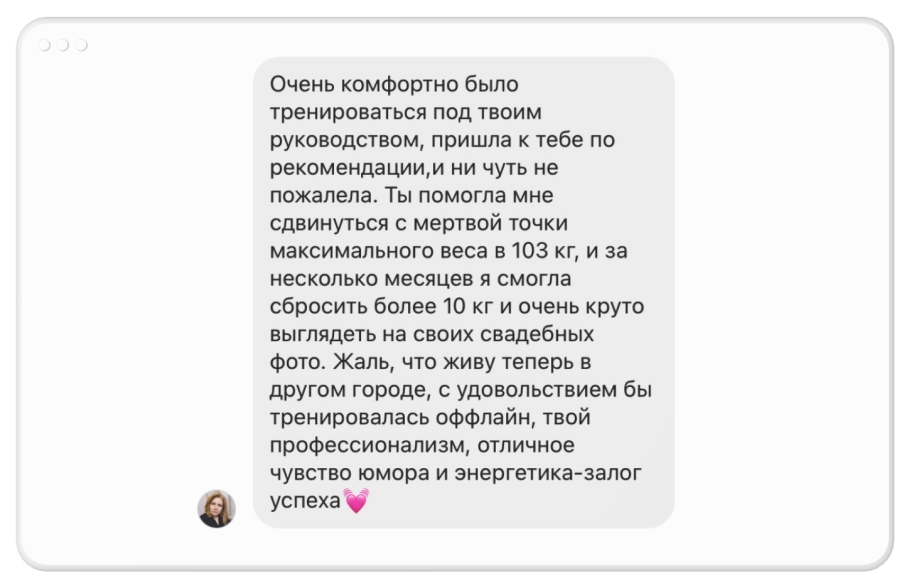 Очень комфортно было
тренироваться под твоим
руководством, пришла к тебе по
рекомендации,и ни чуть не
пожалела. Ты помогла мне
сдвинуться с мертвой точки
максимального веса в 103 кг, и за
несколько месяцев я смогла
сбросить более 10 кг и очень круто
выглядеть на своих свадебных
фото. Жаль, что живу теперь в
другом городе, с удовольствием бы
тренировалась оффлайн, твой
профессионализм, отличное
чувство юмора и энергетика-залог
успеха💓